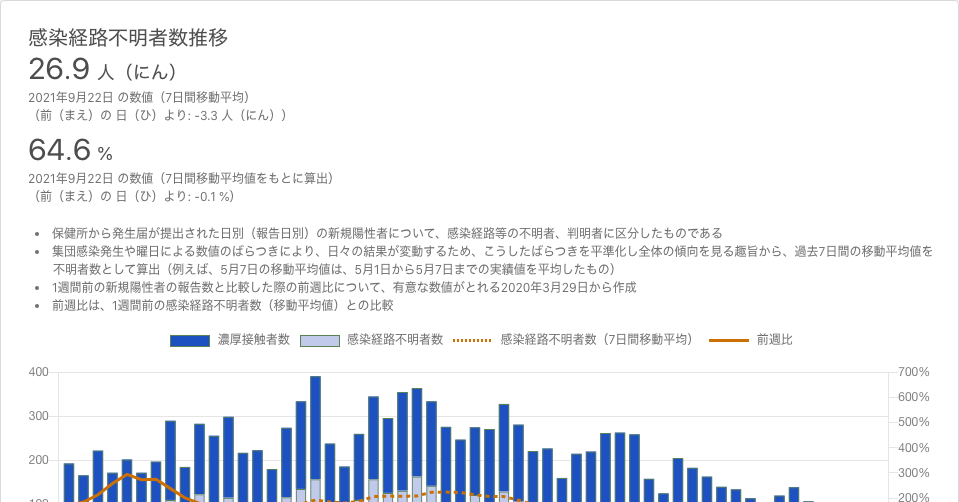 感染経路不明者数推移
26.9 人（にん）
2021年9月22日 の数値（7日間移動平均）
（前（まえ）の 日（ひ）より: -3.3 人（にん））
64.6 %
2021年9月22日 の数値（7日間移動平均値をもとに算出）
（前（まえ）の 日（ひ）より: -0.1 %）
• 保健所から発生届が提出された日別（報告日別）の新規陽性者について、感染経路等の不明者、判明者に区分したものである
• 集団感染発生や曜日による数値のばらつきにより、日々の結果が変動するため、こうしたばらつきを平準化し全体の傾向を見る趣旨から、過去7日間の移動平均値を
不明者数として算出（例えば、5月7日の移動平均値は、5月1日から5月7日までの実績値を平均したもの）
• 1週間前の新規陽性者の報告数と比較した際の前週比について、有意な数値がとれる2020年3月29日から作成
• 前週比は、1週間前の感染経路不明者数（移動平均値）との比較
濃厚接触者数 感染経路不明者数 感染経路不明者数（7日間移動平均） 前週比
400 700%
600%
300 500%
400%
200 300%
100 200%